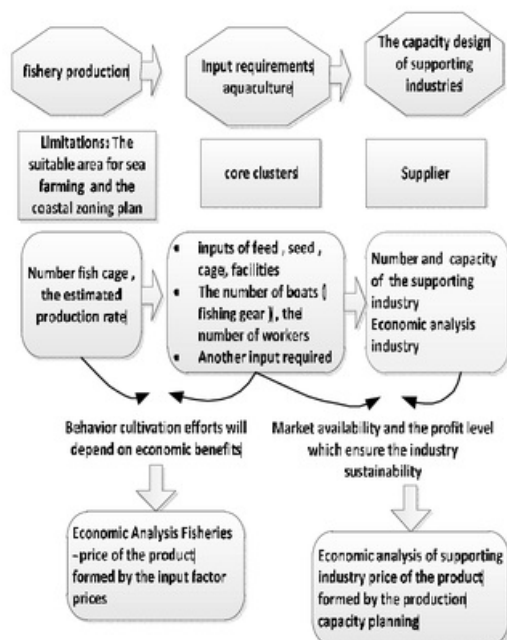 fishery production
Input requirements
aquaculture
The capacity design
of supporting
industries
Limitations: The
suitable area for sea
farming and the
coastal zoning plan
core clusters
Supplier
Number fish cage ,
the estimated
production rate
• inputs of feed , seed ,
cage, facilities
• The number of boats (
fishing gear ) , the
number of workers
• Another input required
Number and capacity
of the supporting
industry
Economic analysis
industry
Behavior cultivation efforts will
depend on economic benefits
Market availability and the profit level
which ensure the industry
sustainability
Economic Analysis Fisheries
–price of the product
formed by the input factor
prices
Economic analysis of supporting
industry price of the product
formed by the production
capacity planning